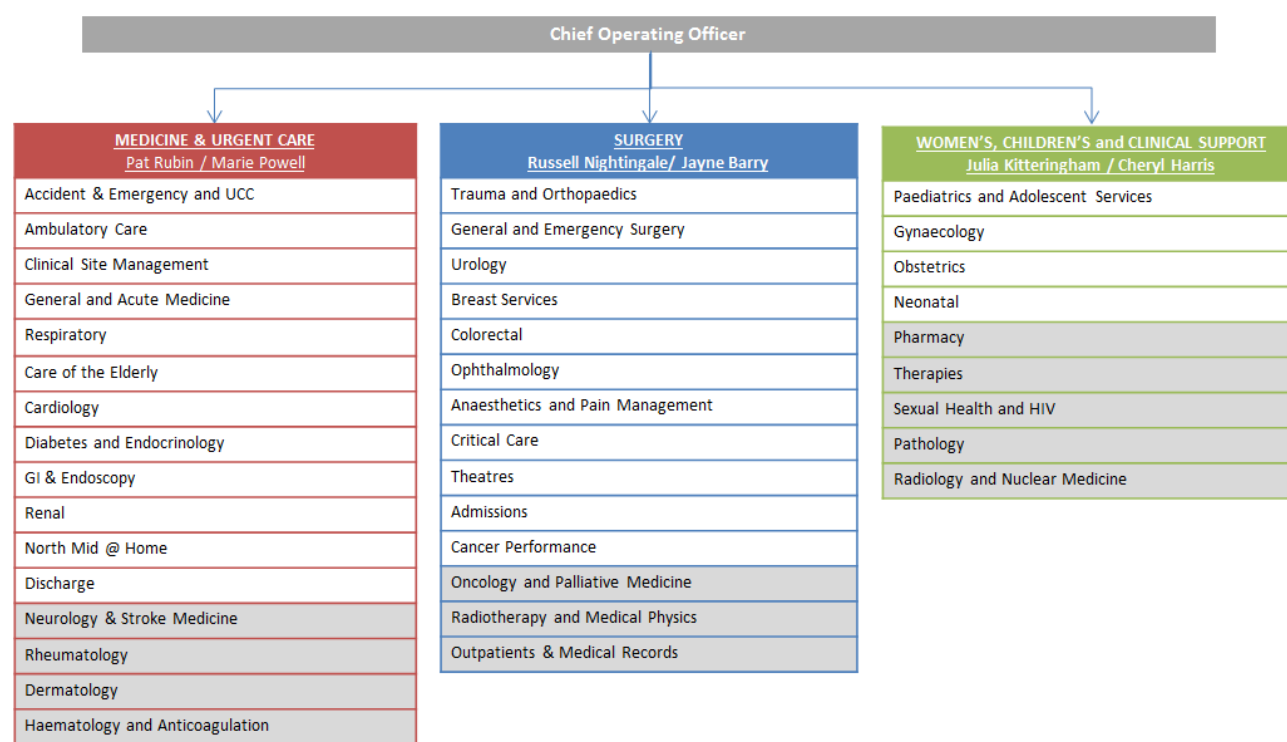 Chief Operating Officer
MEDICINE & URGENT CARE
Pat Rubin / Marie Powell
Accident & Emergency and UCC
Ambulatory Care
Clinical Site Management
General and Acute Medicine
Respiratory
Care of the Elderly
Cardiology
Diabetes and Endocrinology
GI & Endoscopy
Renal
North Mid @ Home
Discharge
Neurology & Stroke Medicine
Rheumatology
Dermatology
Haematology and Anticoagulation
SURGERY
Russell Nightingale/ Jayne Barry
Trauma and Orthopaedics
General and Emergency Surgery
Urology
Breast Services
Colorectal
Ophthalmology
Anaesthetics and Pain Management
Critical Care
Theatres
Admissions
Cancer Performance
Oncology and Palliative Medicine
Radiotherapy and Medical Physics
Outpatients & Medical Records
WOMEN'S, CHILDREN'S and CLINICAL SUPPORT
Julia Kitteringham / Cheryl Harris
Paediatrics and Adolescent Services
Gynaecology
Obstetrics
Neonatal
Pharmacy
Therapies
Sexual Health and HIV
Pathology
Radiology and Nuclear Medicine